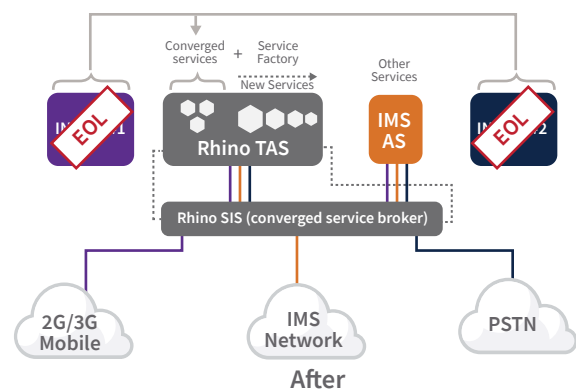 Converged
services
+
Service
Factory
New Services
Other
Services
EOL
Rhino TAS
IMS
AS
EOL
Rhino SIS (converged service broker)
2G/3G
Mobile
IMS
Network
PSTN
After